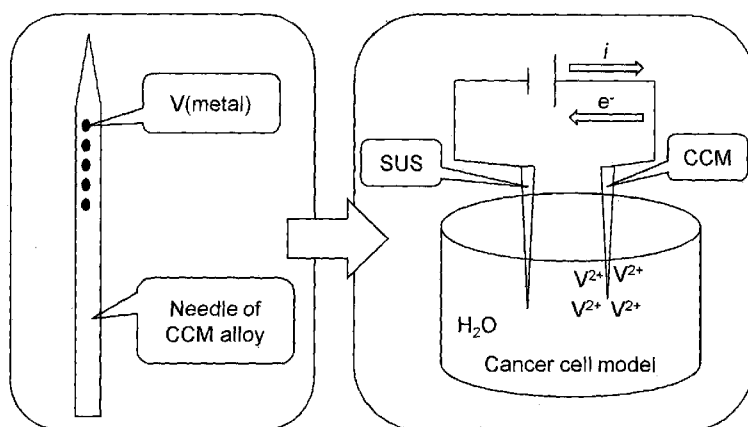 V(metal)
Needle of
CCM alloy
i
e-
SUS
CCM
V2+ V2+
V2+ V2+
H2O
Cancer cell model